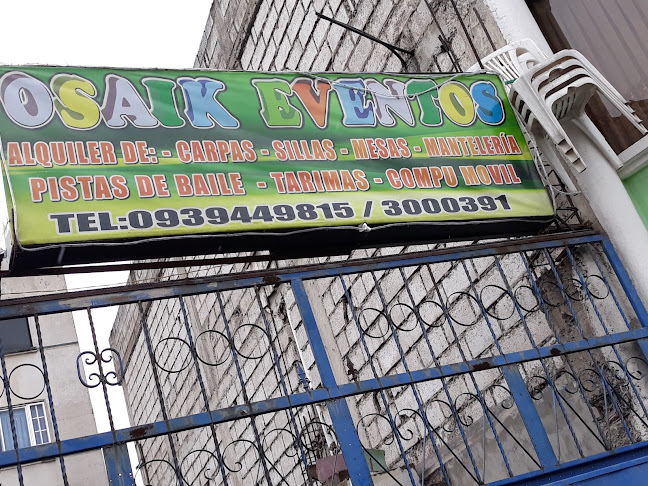 OSAIK EVENTOS
ALQUILER DE: - CARPAS - SILLAS - MESAS - MANTELERÍA
PISTAS DE BAILE - TARIMAS - COMPU MOVIL
TEL:0939449815 / 3000391